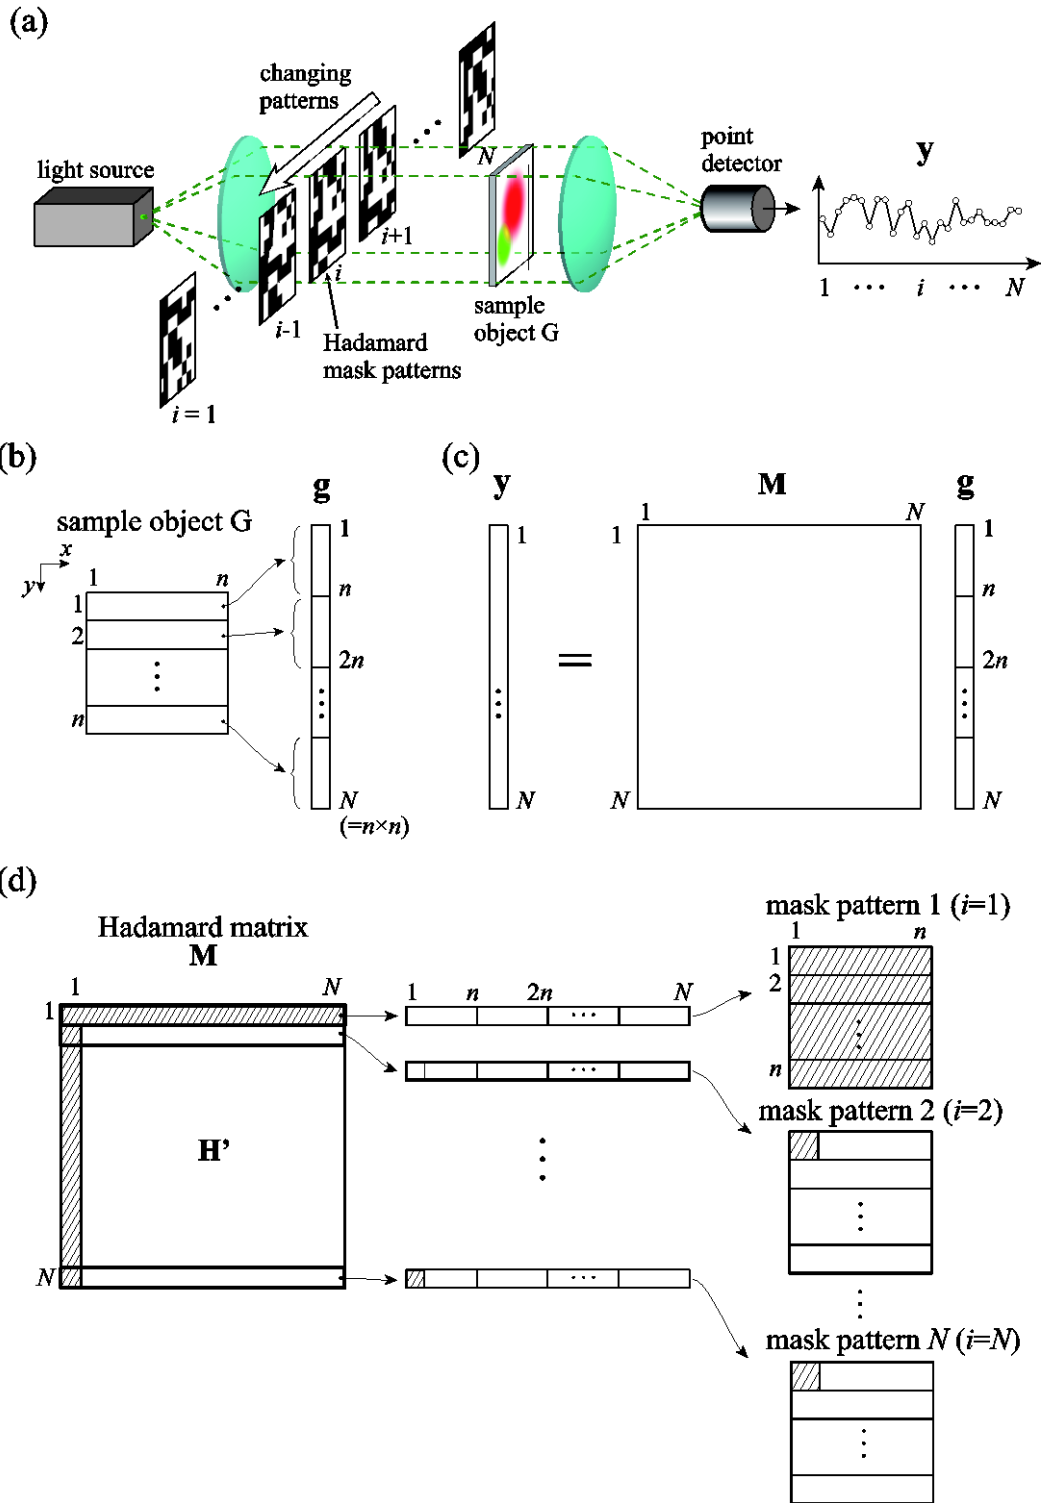 (a)
changing
patterns
light source
point
detector
y
N
i+1
i
i-1
i = 1
sample
object G
Hadamard
mask patterns
1 ··· i ··· N
(b)
sample object G
g
x
y
1 n
1
2
⋮
n
1
n
2n
⋮
N
(=n×n)
(c)
y
1
⋮
N
=
M
1 N
1
N
g
1
n
2n
⋮
N
(d)
Hadamard matrix
M
1 N
1
H’
N
1 n 2n N
···
···
⋮
···
mask pattern 1 (i=1)
1 n
1
2
⋮
n
mask pattern 2 (i=2)
⋮
⋮
mask pattern N (i=N)
⋮